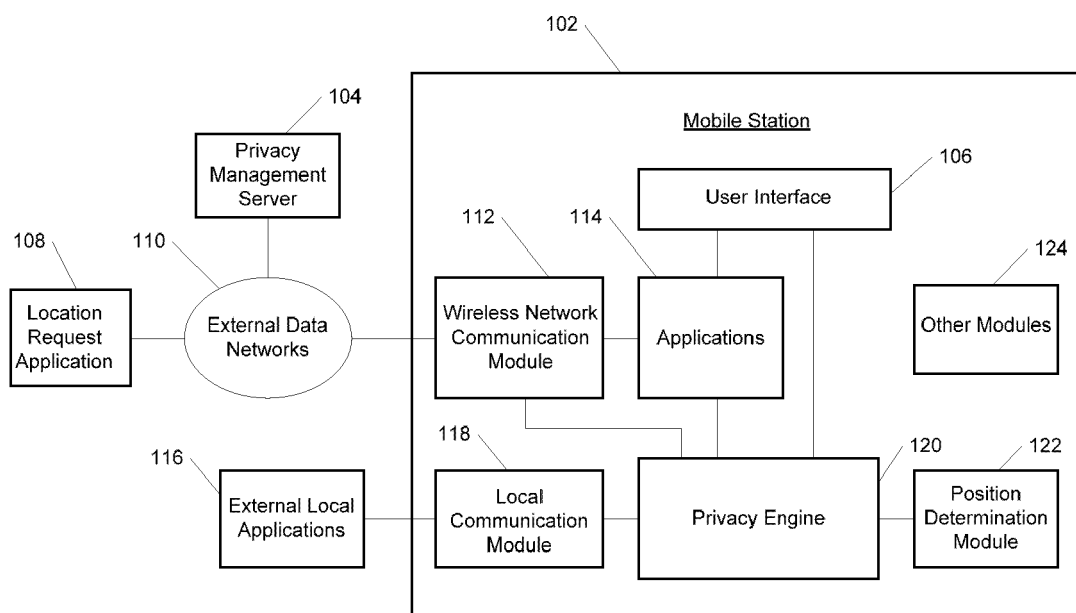 102
104
Mobile Station
Privacy
Management
Server
106
User Interface
112
114
108
110
124
Location
Request
Application
External Data
Networks
Wireless Network
Communication
Module
Applications
Other Modules
116
118
120
122
External Local
Applications
Local
Communication
Module
Privacy Engine
Position
Determination
Module